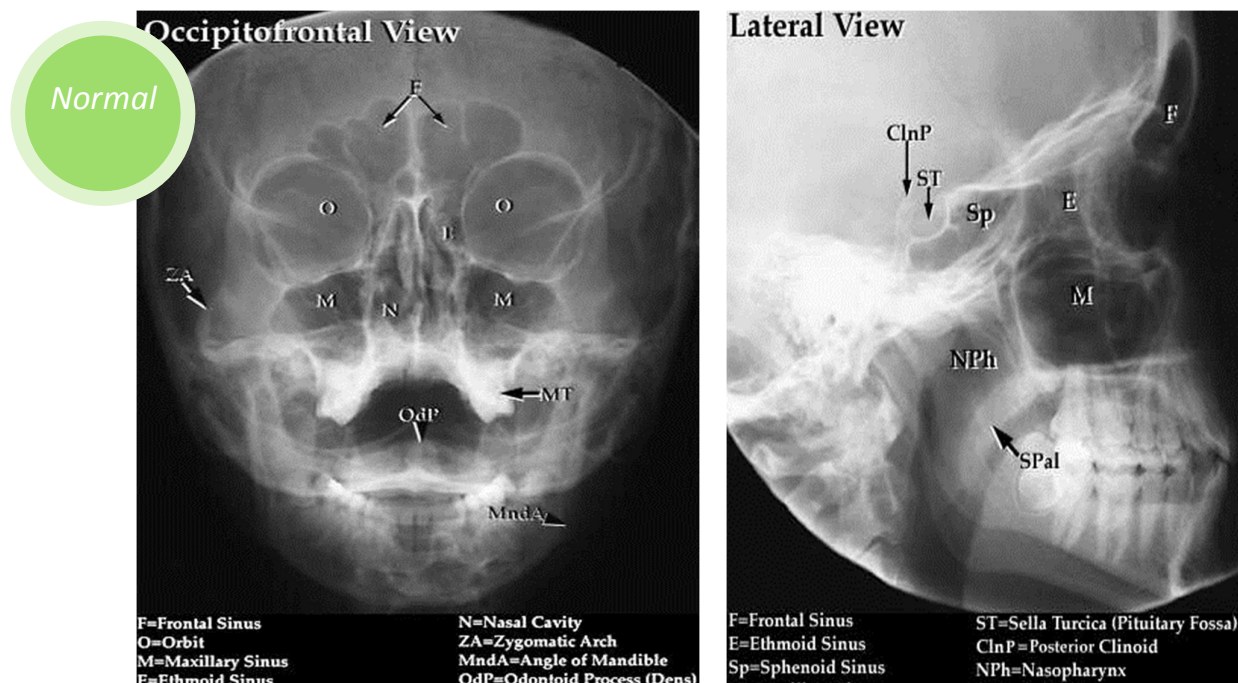 Normal
Occipitofrontal View
F
O O
E
ZA
M M
N
MT
OdP
MndA
F=Frontal Sinus
O=Orbit
M=Maxillary Sinus
E=Ethmoid Sinus
N=Nasal Cavity
ZA=Zygomatic Arch
MndA=Angle of Mandible
OdP=Odontoid Process (Dens)
Lateral View
F
ClnP
ST
E
Sp
M
NPh
SPal
F=Frontal Sinus
E=Ethmoid Sinus
Sp=Sphenoid Sinus
ST=Sella Turcica (Pituitary Fossa)
ClnP=Posterior Clinoid
NPh=Nasopharynx